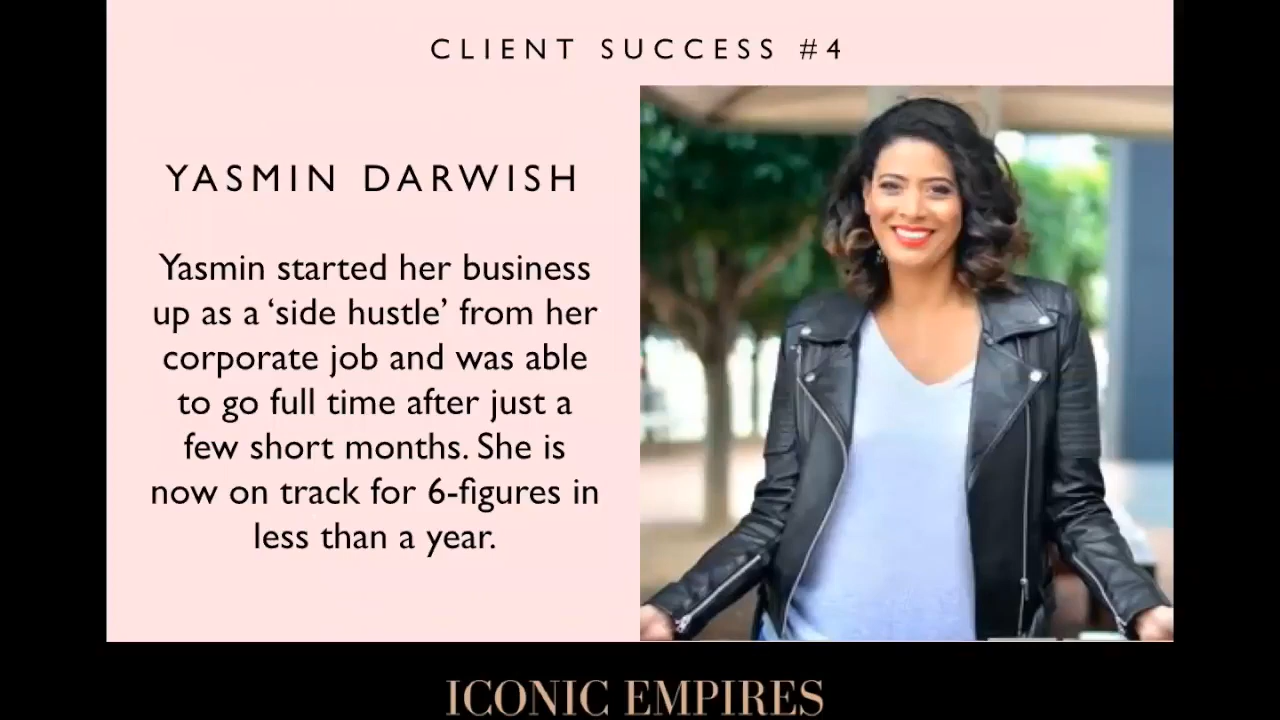 CLIENT SUCCESS #4
YASMIN DARWISH
Yasmin started her business
up as a ‘side hustle’ from her
corporate job and was able
to go full time after just a
few short months. She is
now on track for 6-figures in
less than a year.
ICONIC EMPIRES